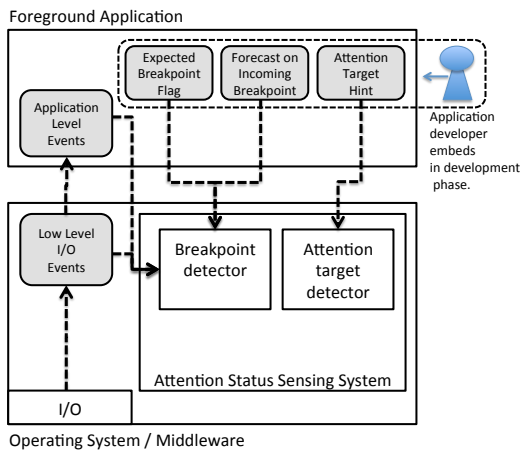 Foreground Application
Expected
Breakpoint
Flag
Forecast on
Incoming
Breakpoint
Attention
Target
Hint
Application
developer
embeds
in development
phase.
Application
Level
Events
Low Level
I/O
Events
Breakpoint
detector
Attention
target
detector
Attention Status Sensing System
I/O
Operating System / Middleware